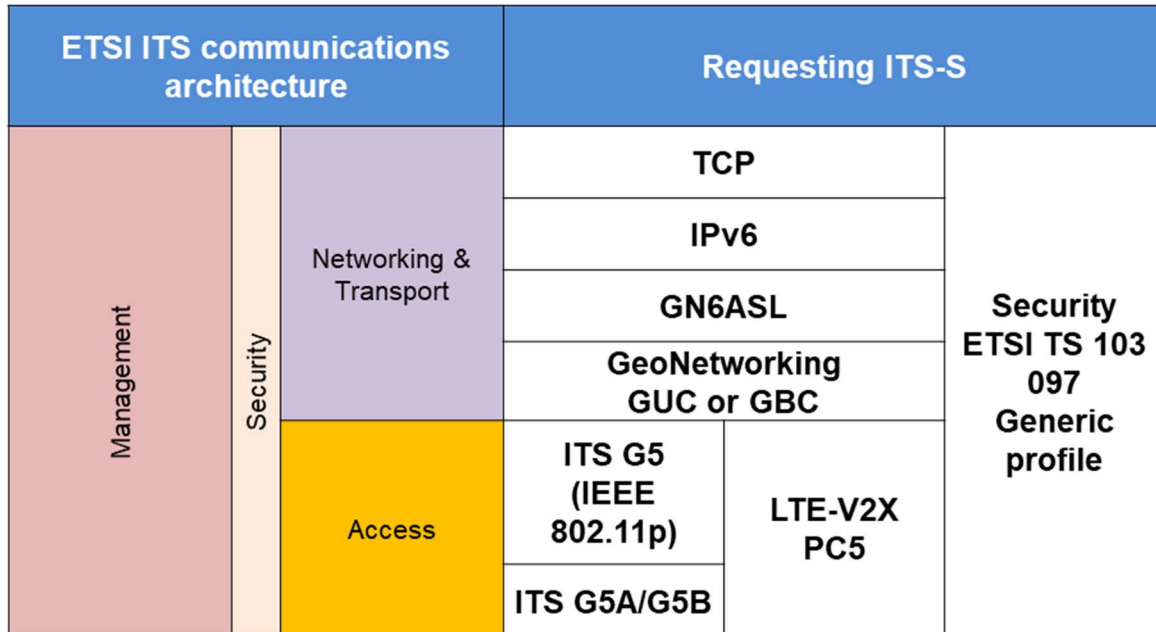 ETSI ITS communications
architecture
Requesting ITS-S
Management
Security
Networking &
Transport
Access
TCP
IPv6
GN6ASL
GeoNetworking
GUC or GBC
ITS G5
(IEEE
802.11p)
ITS G5A/G5B
LTE-V2X
PC5
Security
ETSI TS 103
097
Generic
profile